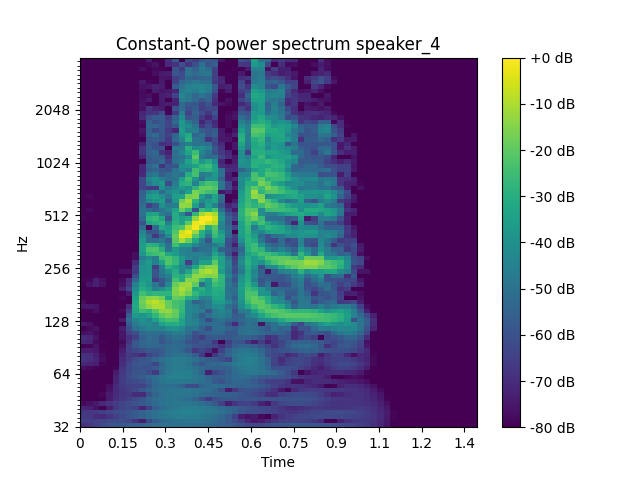 Constant-Q power spectrum speaker_4
Hz
2048
1024
512
256
128
64
32
0 0.15 0.3 0.45 0.6 0.75 0.9 1.1 1.2 1.4
Time
+0 dB
-10 dB
-20 dB
-30 dB
-40 dB
-50 dB
-60 dB
-70 dB
-80 dB